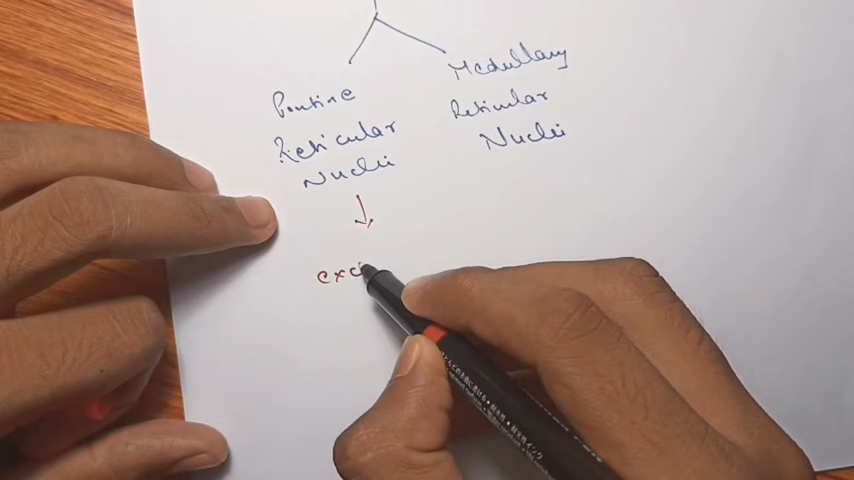 Pontine
Reticular
Nuclei
Medullary
Reticular
Nuclei
exc